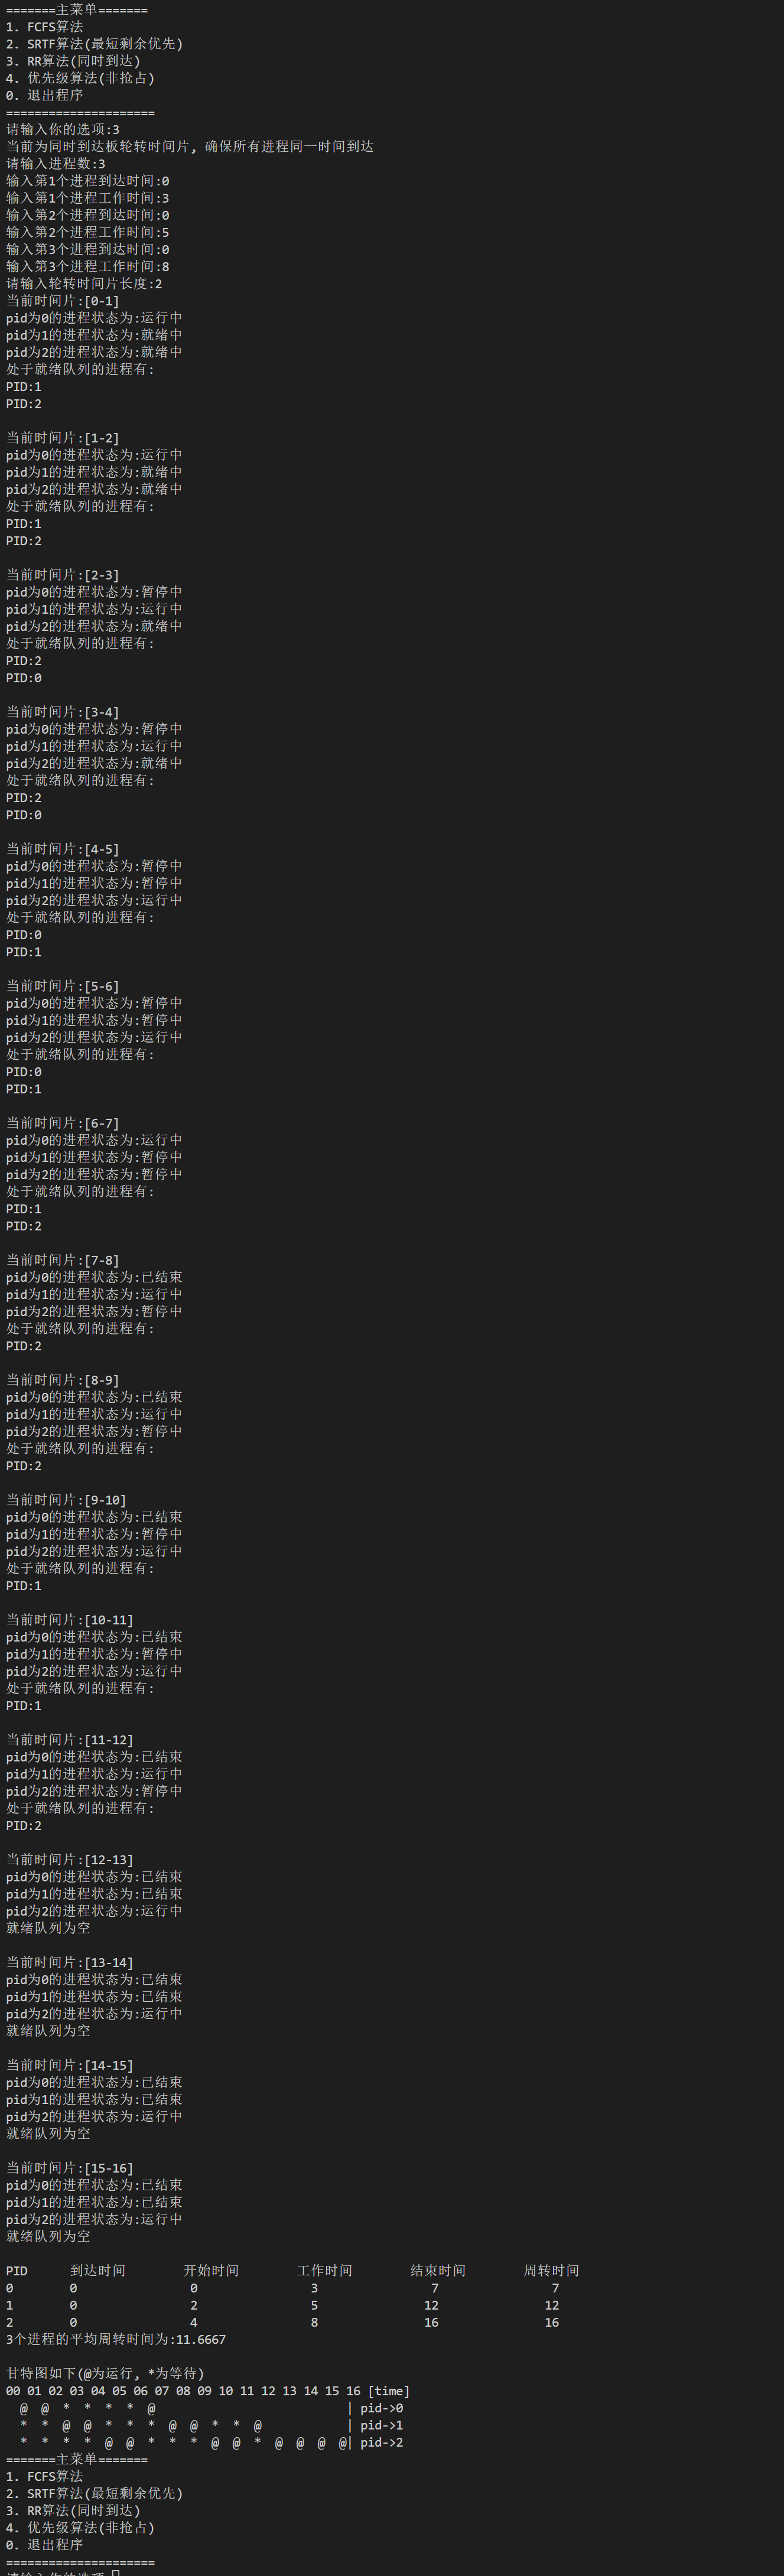 =======主菜单=======
1. FCFS算法
2. SRTF算法(最短剩余优先)
3. RR算法(同时到达)
4. 优先级算法(非抢占)
0. 退出程序
=====================
请输入你的选项:3
当前为同时到达板轮转时间片, 确保所有进程同一时间到达
请输入进程数:3
输入第1个进程到达时间:0
输入第1个进程工作时间:3
输入第2个进程到达时间:0
输入第2个进程工作时间:5
输入第3个进程到达时间:0
输入第3个进程工作时间:8
请输入轮转时间片长度:2
当前时间片:[0-1]
pid为0的进程状态为:运行中
pid为1的进程状态为:就绪中
pid为2的进程状态为:就绪中
处于就绪队列的进程有:
PID:1
PID:2

当前时间片:[1-2]
pid为0的进程状态为:运行中
pid为1的进程状态为:就绪中
pid为2的进程状态为:就绪中
处于就绪队列的进程有:
PID:1
PID:2

当前时间片:[2-3]
pid为0的进程状态为:暂停中
pid为1的进程状态为:运行中
pid为2的进程状态为:就绪中
处于就绪队列的进程有:
PID:2
PID:0

当前时间片:[3-4]
pid为0的进程状态为:暂停中
pid为1的进程状态为:运行中
pid为2的进程状态为:就绪中
处于就绪队列的进程有:
PID:2
PID:0

当前时间片:[4-5]
pid为0的进程状态为:暂停中
pid为1的进程状态为:暂停中
pid为2的进程状态为:运行中
处于就绪队列的进程有:
PID:0
PID:1

当前时间片:[5-6]
pid为0的进程状态为:暂停中
pid为1的进程状态为:暂停中
pid为2的进程状态为:运行中
处于就绪队列的进程有:
PID:0
PID:1

当前时间片:[6-7]
pid为0的进程状态为:运行中
pid为1的进程状态为:暂停中
pid为2的进程状态为:暂停中
处于就绪队列的进程有:
PID:1
PID:2

当前时间片:[7-8]
pid为0的进程状态为:已结束
pid为1的进程状态为:运行中
pid为2的进程状态为:暂停中
处于就绪队列的进程有:
PID:2

当前时间片:[8-9]
pid为0的进程状态为:已结束
pid为1的进程状态为:运行中
pid为2的进程状态为:暂停中
处于就绪队列的进程有:
PID:2

当前时间片:[9-10]
pid为0的进程状态为:已结束
pid为1的进程状态为:暂停中
pid为2的进程状态为:运行中
处于就绪队列的进程有:
PID:1

当前时间片:[10-11]
pid为0的进程状态为:已结束
pid为1的进程状态为:暂停中
pid为2的进程状态为:运行中
处于就绪队列的进程有:
PID:1

当前时间片:[11-12]
pid为0的进程状态为:已结束
pid为1的进程状态为:运行中
pid为2的进程状态为:暂停中
处于就绪队列的进程有:
PID:2

当前时间片:[12-13]
pid为0的进程状态为:已结束
pid为1的进程状态为:已结束
pid为2的进程状态为:运行中
就绪队列为空

当前时间片:[13-14]
pid为0的进程状态为:已结束
pid为1的进程状态为:已结束
pid为2的进程状态为:运行中
就绪队列为空

当前时间片:[14-15]
pid为0的进程状态为:已结束
pid为1的进程状态为:已结束
pid为2的进程状态为:运行中
就绪队列为空

当前时间片:[15-16]
pid为0的进程状态为:已结束
pid为1的进程状态为:已结束
pid为2的进程状态为:运行中
就绪队列为空

PID 到达时间 开始时间 工作时间 结束时间 周转时间
0 0 0 3 7 7
1 0 2 5 12 12
2 0 4 8 16 16
3个进程的平均周转时间为:11.6667

甘特图如下(@为运行, *为等待)
00 01 02 03 04 05 06 07 08 09 10 11 12 13 14 15 16 [time]
@ @ * * * * @ | pid->0
* * @ @ * * * @ @ * * @ | pid->1
* * * * @ @ * * * @ @ * @ @ @ @| pid->2
=======主菜单=======
1. FCFS算法
2. SRTF算法(最短剩余优先)
3. RR算法(同时到达)
4. 优先级算法(非抢占)
0. 退出程序
=====================
请输入你的选项: